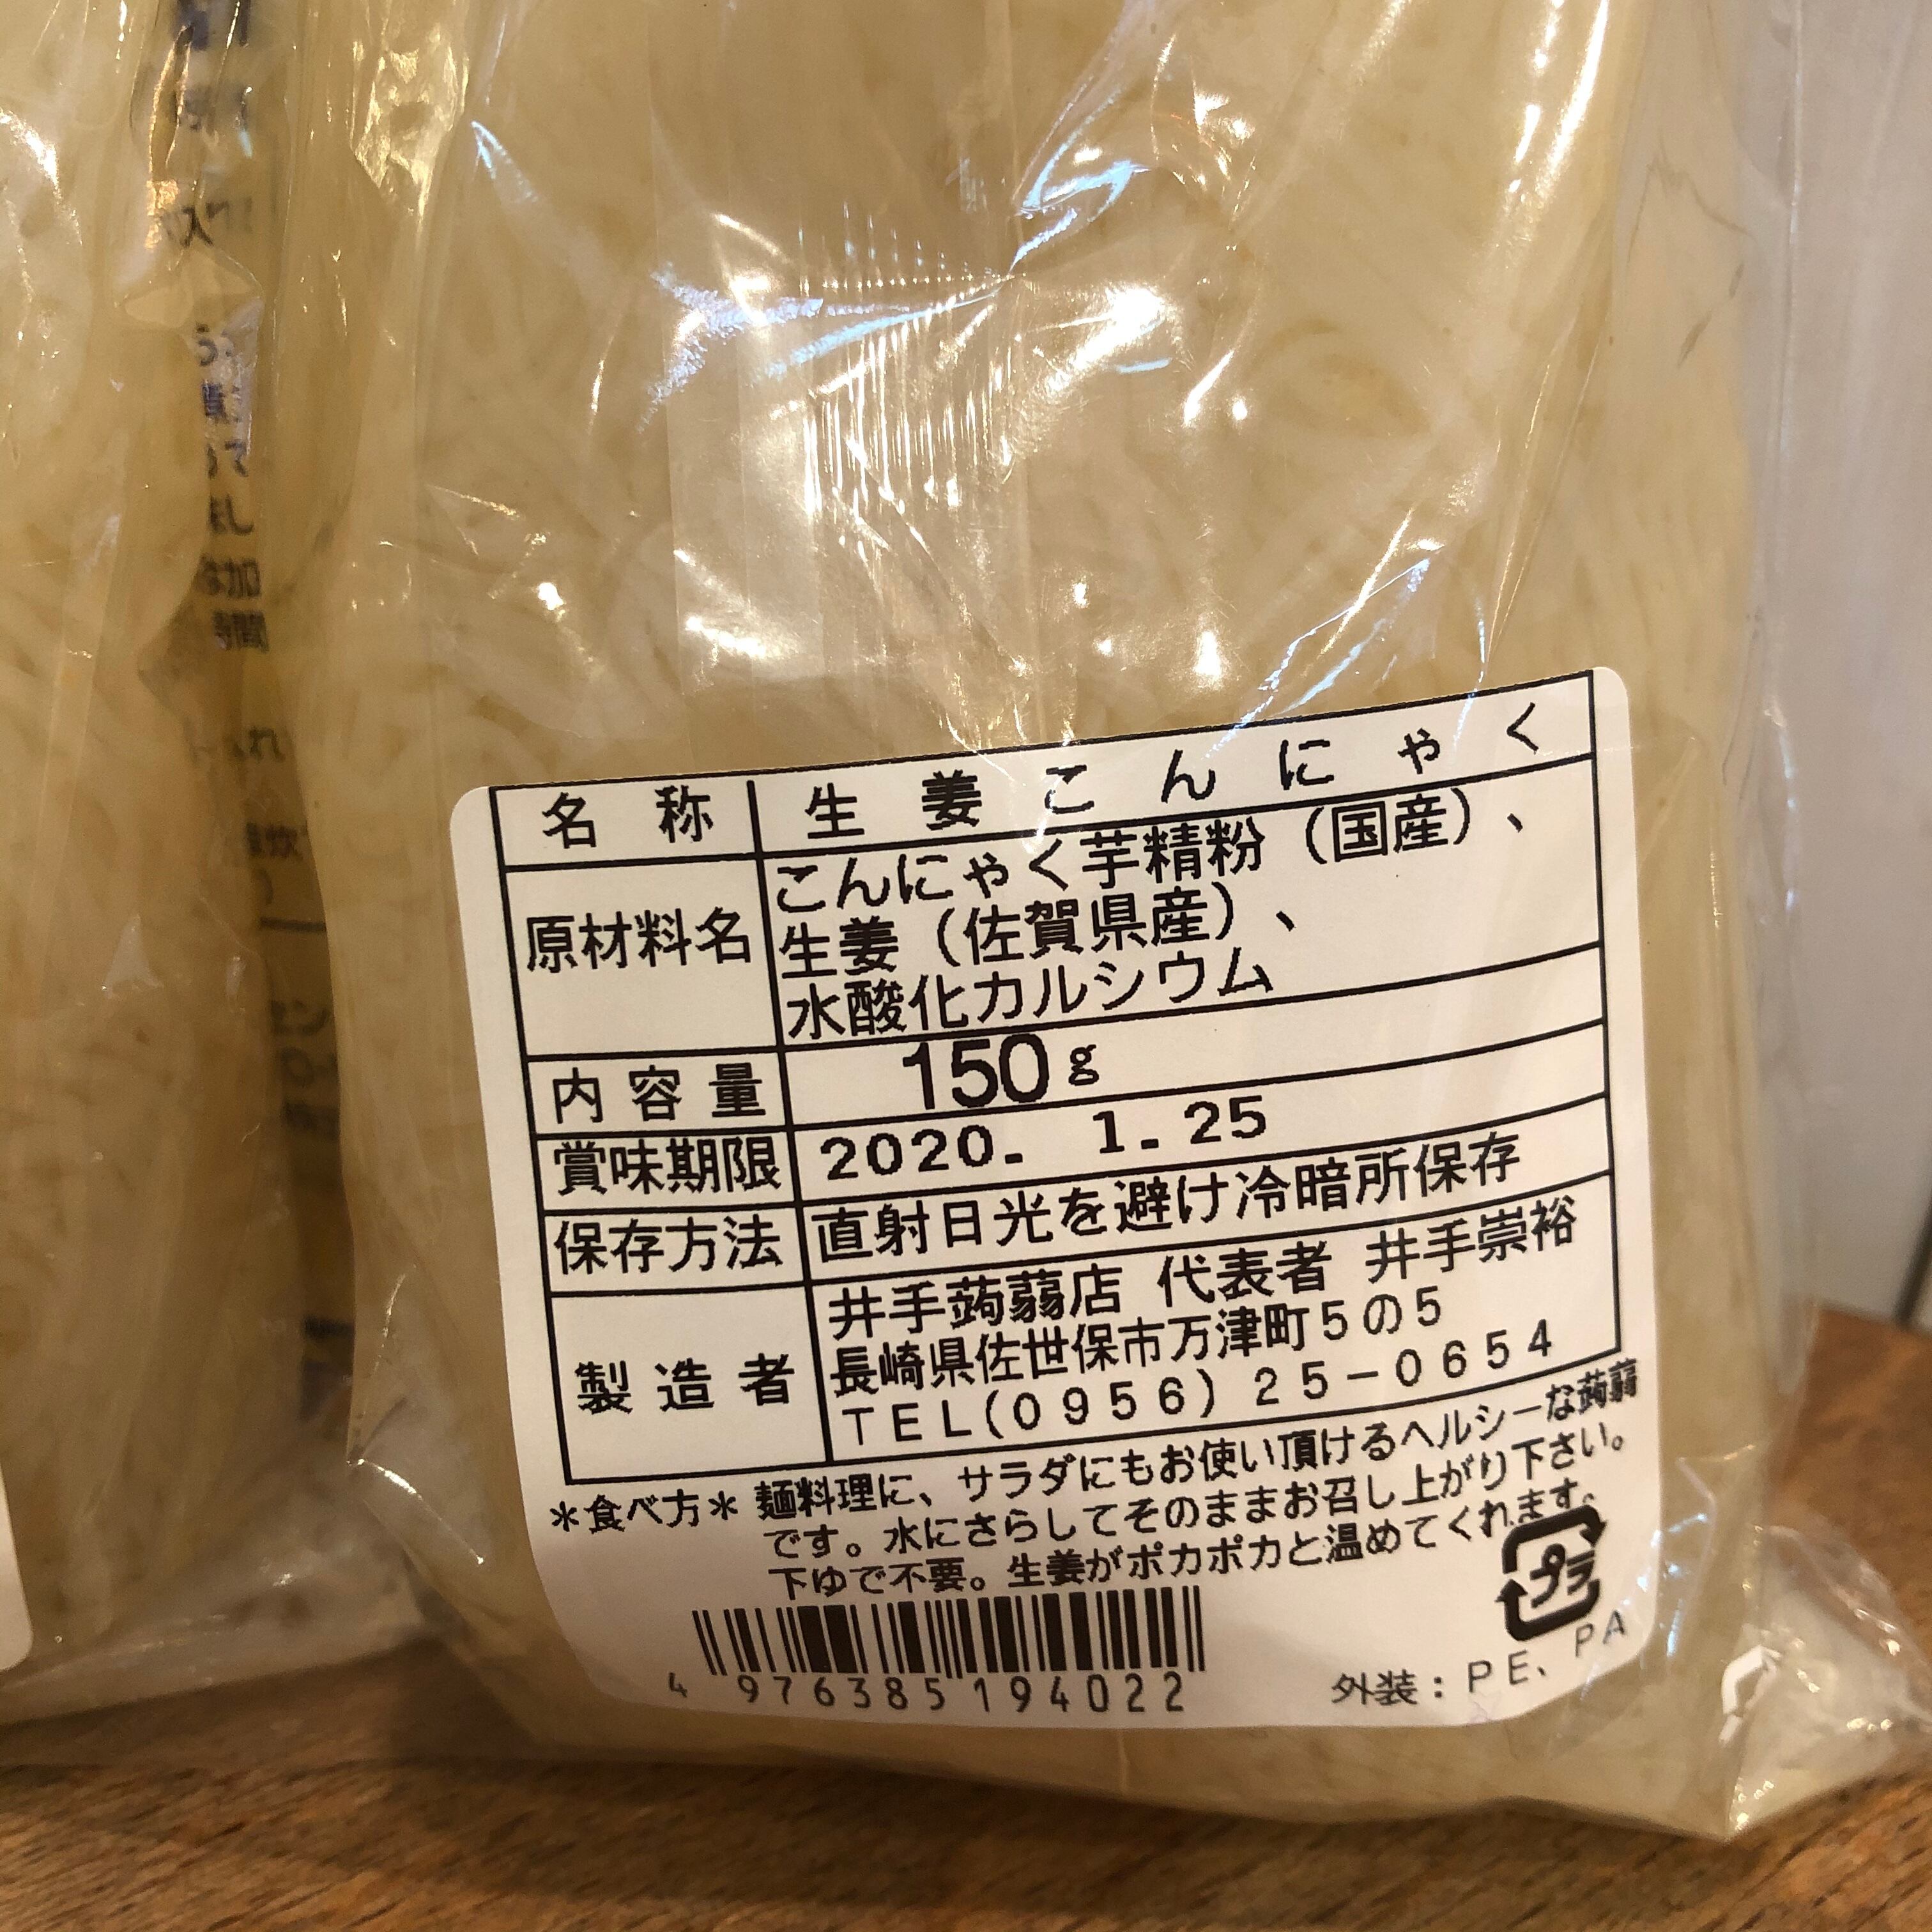 名称 生姜こんにゃく
原材料名 こんにゃく芋精粉（国産）、
生姜（佐賀県産）、
水酸化カルシウム
内容量 150g
賞味期限 2020. 1. 25
保存方法 直射日光を避け冷暗所保存
製造者 井手蒟蒻店 代表者 井手崇裕
長崎県佐世保市万津町5の5
TEL(0956)25-0654
＊食べ方＊ 麺料理に、サラダにもお使い頂けるヘルシーな蒟蒻
です。水にさらしてそのままお召し上がり下さい。
下ゆで不要。生姜がポカポカと温めてくれます。
プラ
4 976385 194022
外装：PE、PA